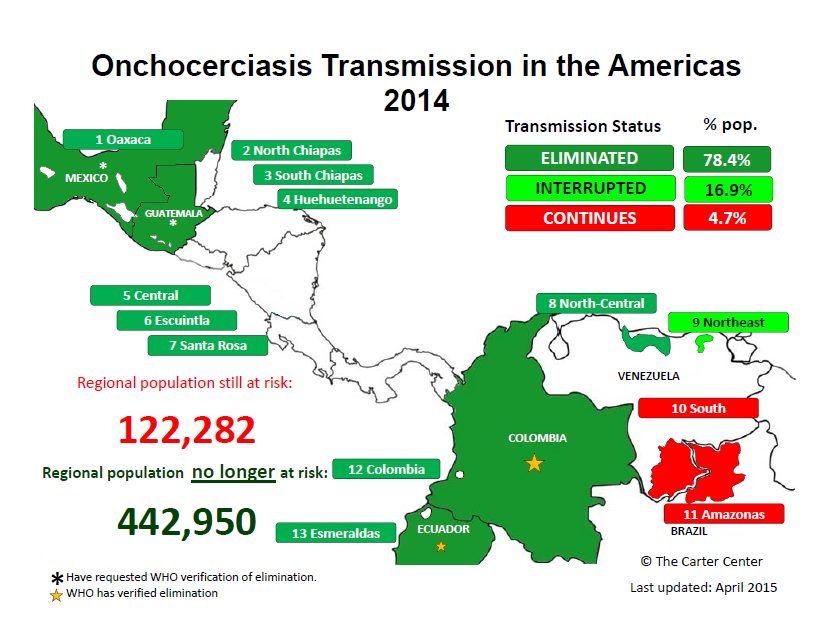 Onchocerciasis Transmission in the Americas
2014
Transmission Status % pop.
ELIMINATED 78.4%
INTERRUPTED 16.9%
CONTINUES 4.7%
1 Oaxaca
2 North Chiapas
3 South Chiapas
4 Huehuetenango
MEXICO
*
GUATEMALA
*
5 Central
6 Escuintla
7 Santa Rosa
8 North-Central
9 Northeast
VENEZUELA
Regional population still at risk:
122,282
10 South
COLOMBIA
Regional population no longer at risk:
442,950
12 Colombia
11 Amazonas
BRAZIL
13 Esmeraldas
ECUADOR
© The Carter Center
Last updated: April 2015
* Have requested WHO verification of elimination.
WHO has verified elimination